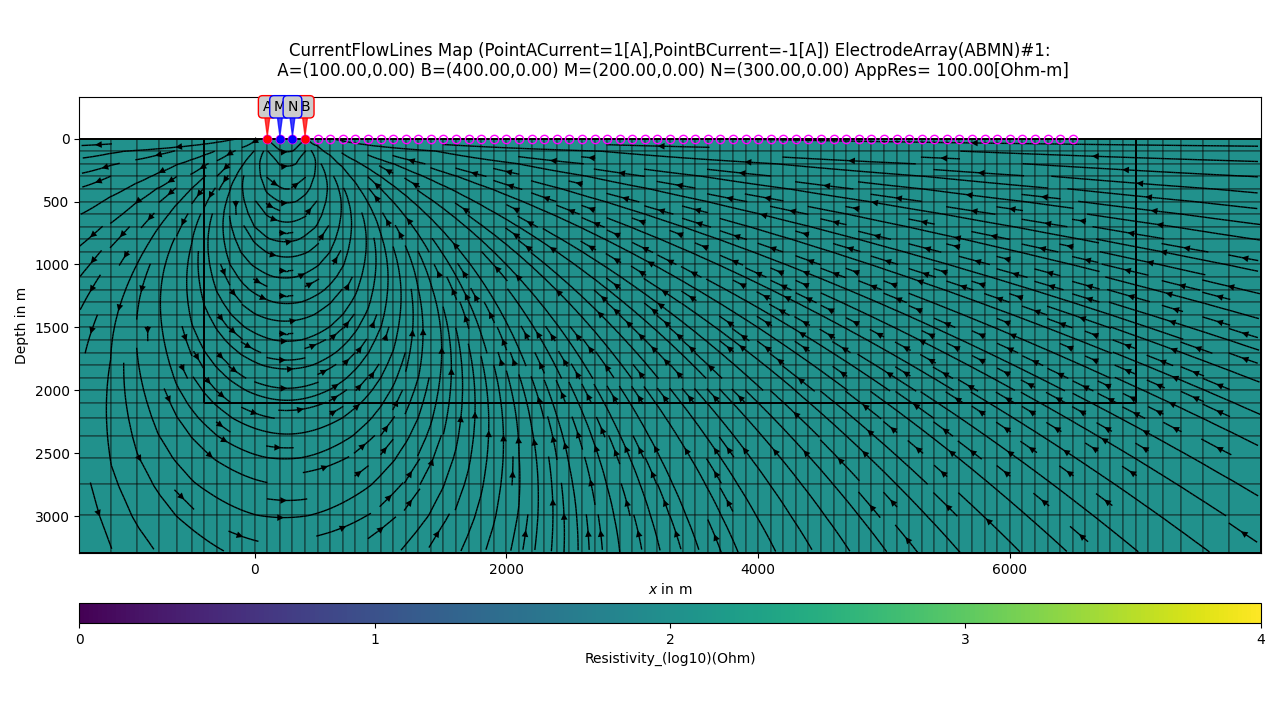 CurrentFlowLines Map (PointACurrent=1[A],PointBCurrent=-1[A]) ElectrodeArray(ABMN)#1:
A=(100.00,0.00) B=(400.00,0.00) M=(200.00,0.00) N=(300.00,0.00) AppRes= 100.00[Ohm-m]
A M N B
0
500
1000
1500
2000
2500
3000
Depth in m
0 2000 4000 6000
x in m
0 1 2 3 4
Resistivity_(log10)(Ohm)